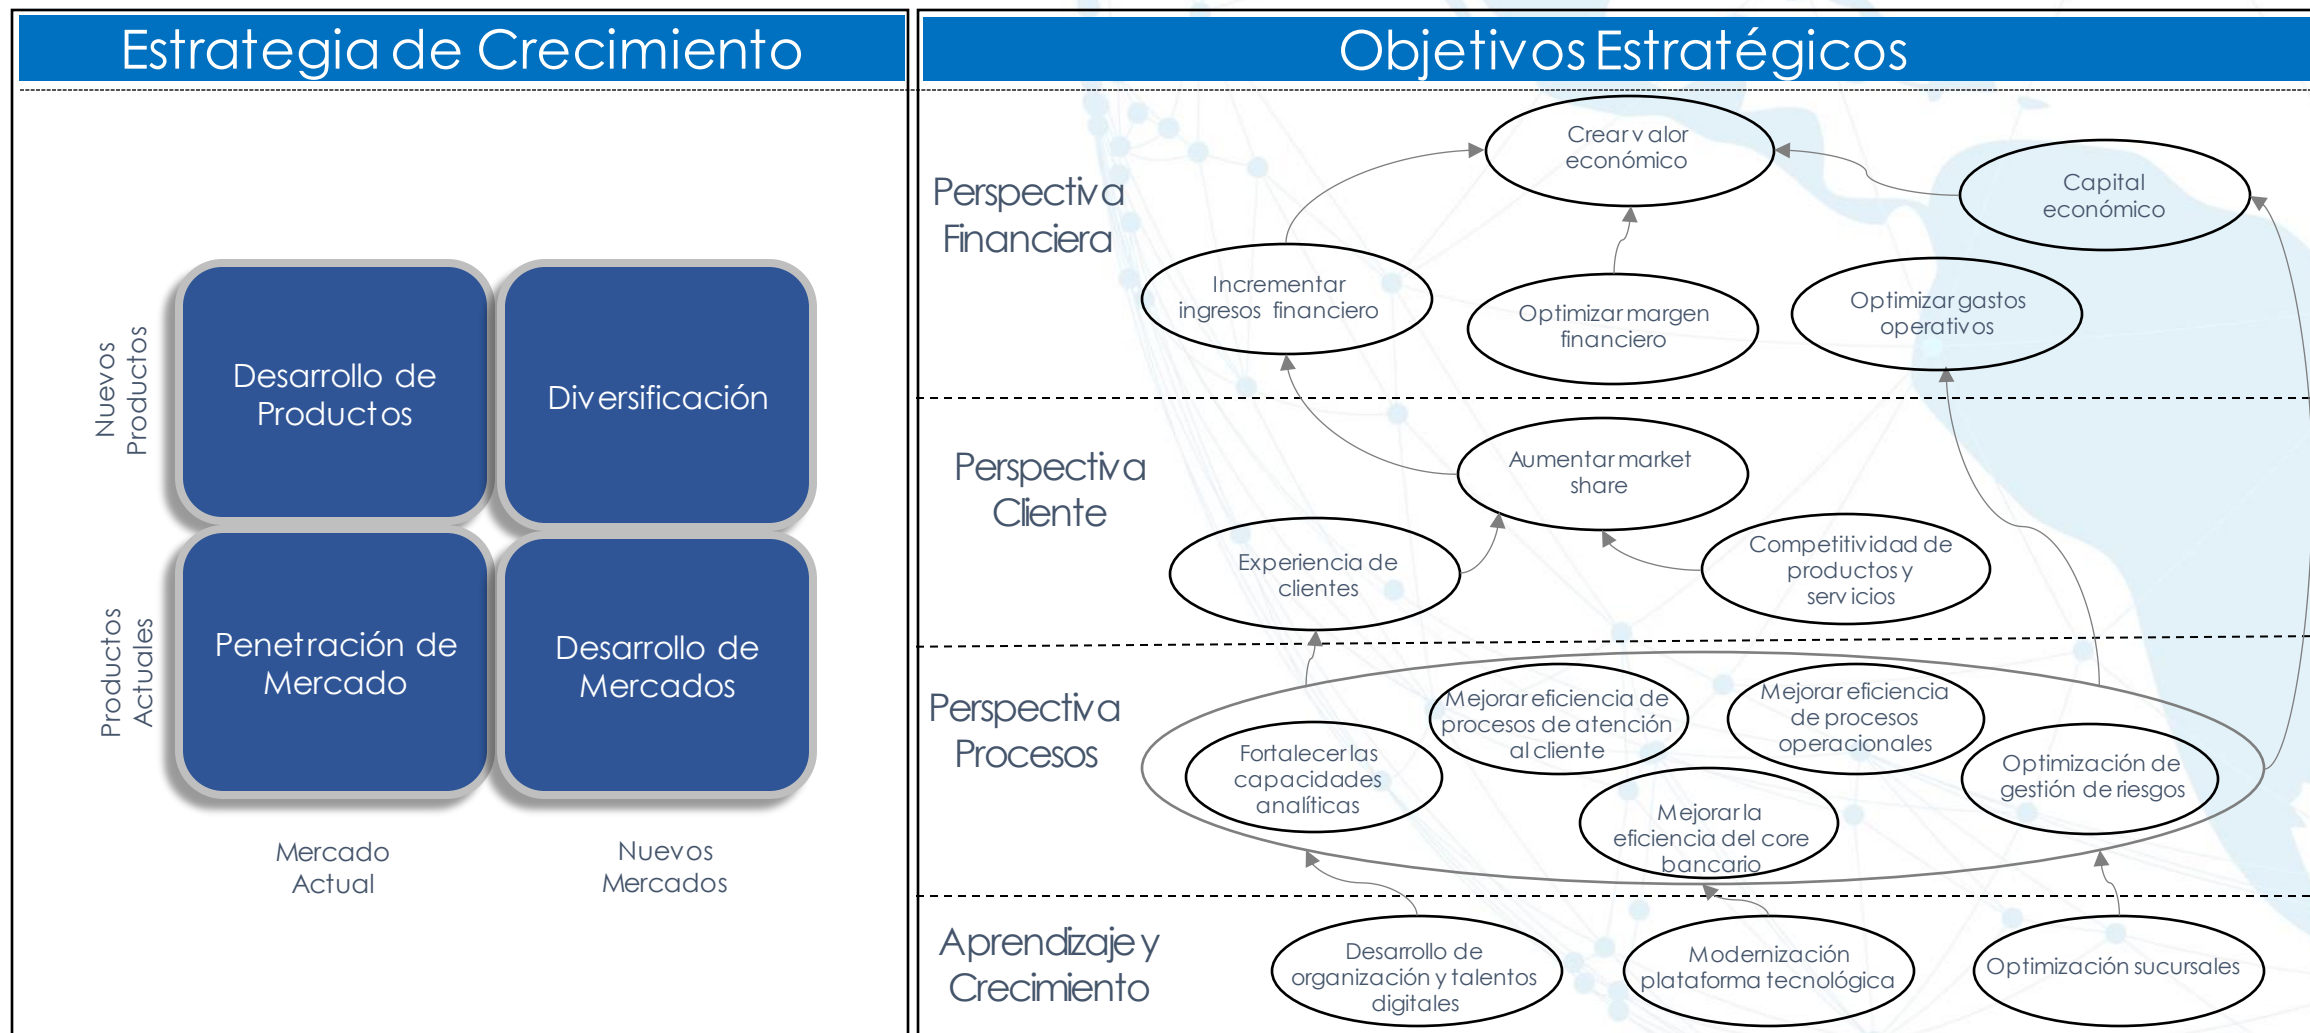 Estrategia de Crecimiento
Nuevos
Productos
Desarrollo de
Productos
Diversificación
Productos
Actuales
Penetración de
Mercado
Desarrollo de
Mercados
Mercado
Actual
Nuevos
Mercados
Objetivos Estratégicos
Perspectiva
Financiera
Crear valor
económico
Capital
económico
Incrementar
ingresos financiero
Optimizar margen
financiero
Optimizar gastos
operativos
Perspectiva
Cliente
Aumentar market
share
Experiencia de
clientes
Competitividad de
productos y
servicios
Perspectiva
Procesos
Fortalecer las
capacidades
analíticas
Mejorar eficiencia de
procesos de atención
al cliente
Mejorar la
eficiencia del core
bancario
Mejorar eficiencia
de procesos
operacionales
Optimización de
gestión de riesgos
Aprendizaje y
Crecimiento
Desarrollo de
organización y talentos
digitales
Modernización
plataforma tecnológica
Optimización sucursales